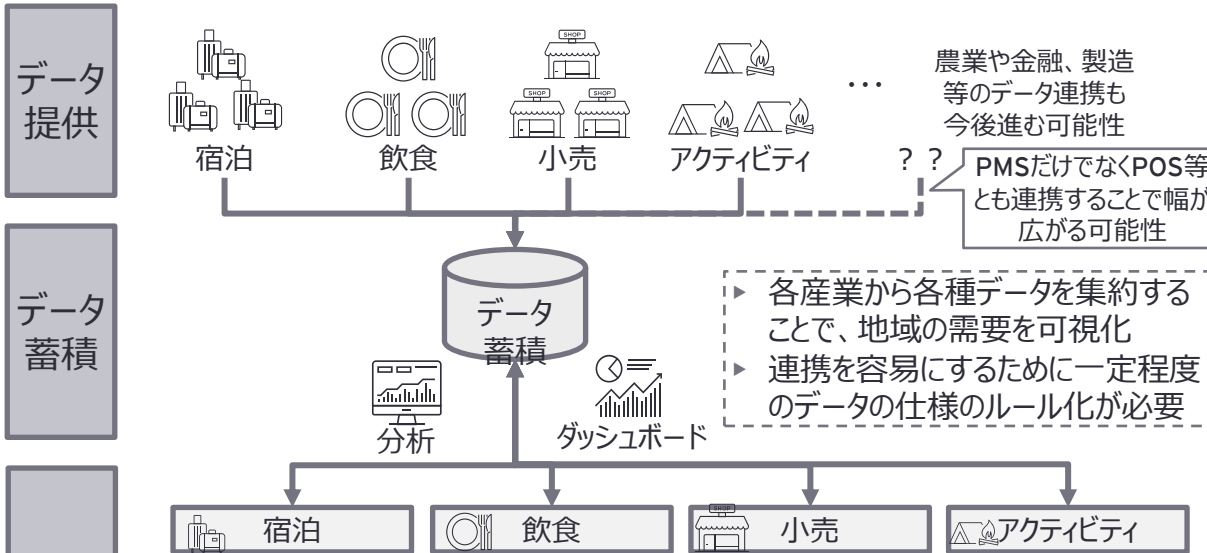 データ
提供
SHOP
SHOP
SHOP
宿泊
飲食
小売
アクティビティ
…
農業や金融、製造
等のデータ連携も
今後進む可能性
? ?
PMSだけでなくPOS等
とも連携することで幅が
広がる可能性
データ
蓄積
データ
蓄積
▶ 各産業から各種データを集約する
ことで、地域の需要を可視化
▶ 連携を容易にするために一定程度
のデータの仕様のルール化が必要
分析
ダッシュボード
宿泊
飲食
SHOP
小売
アクティビティ